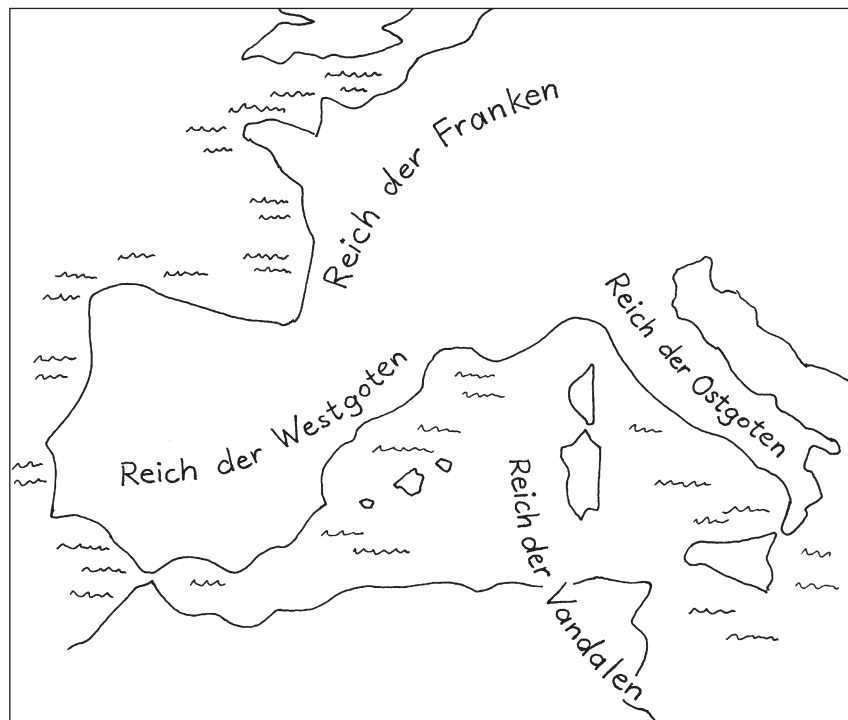 Reich der Franken
Reich der Ostgoten
Reich der Westgoten
Reich der Vandalen